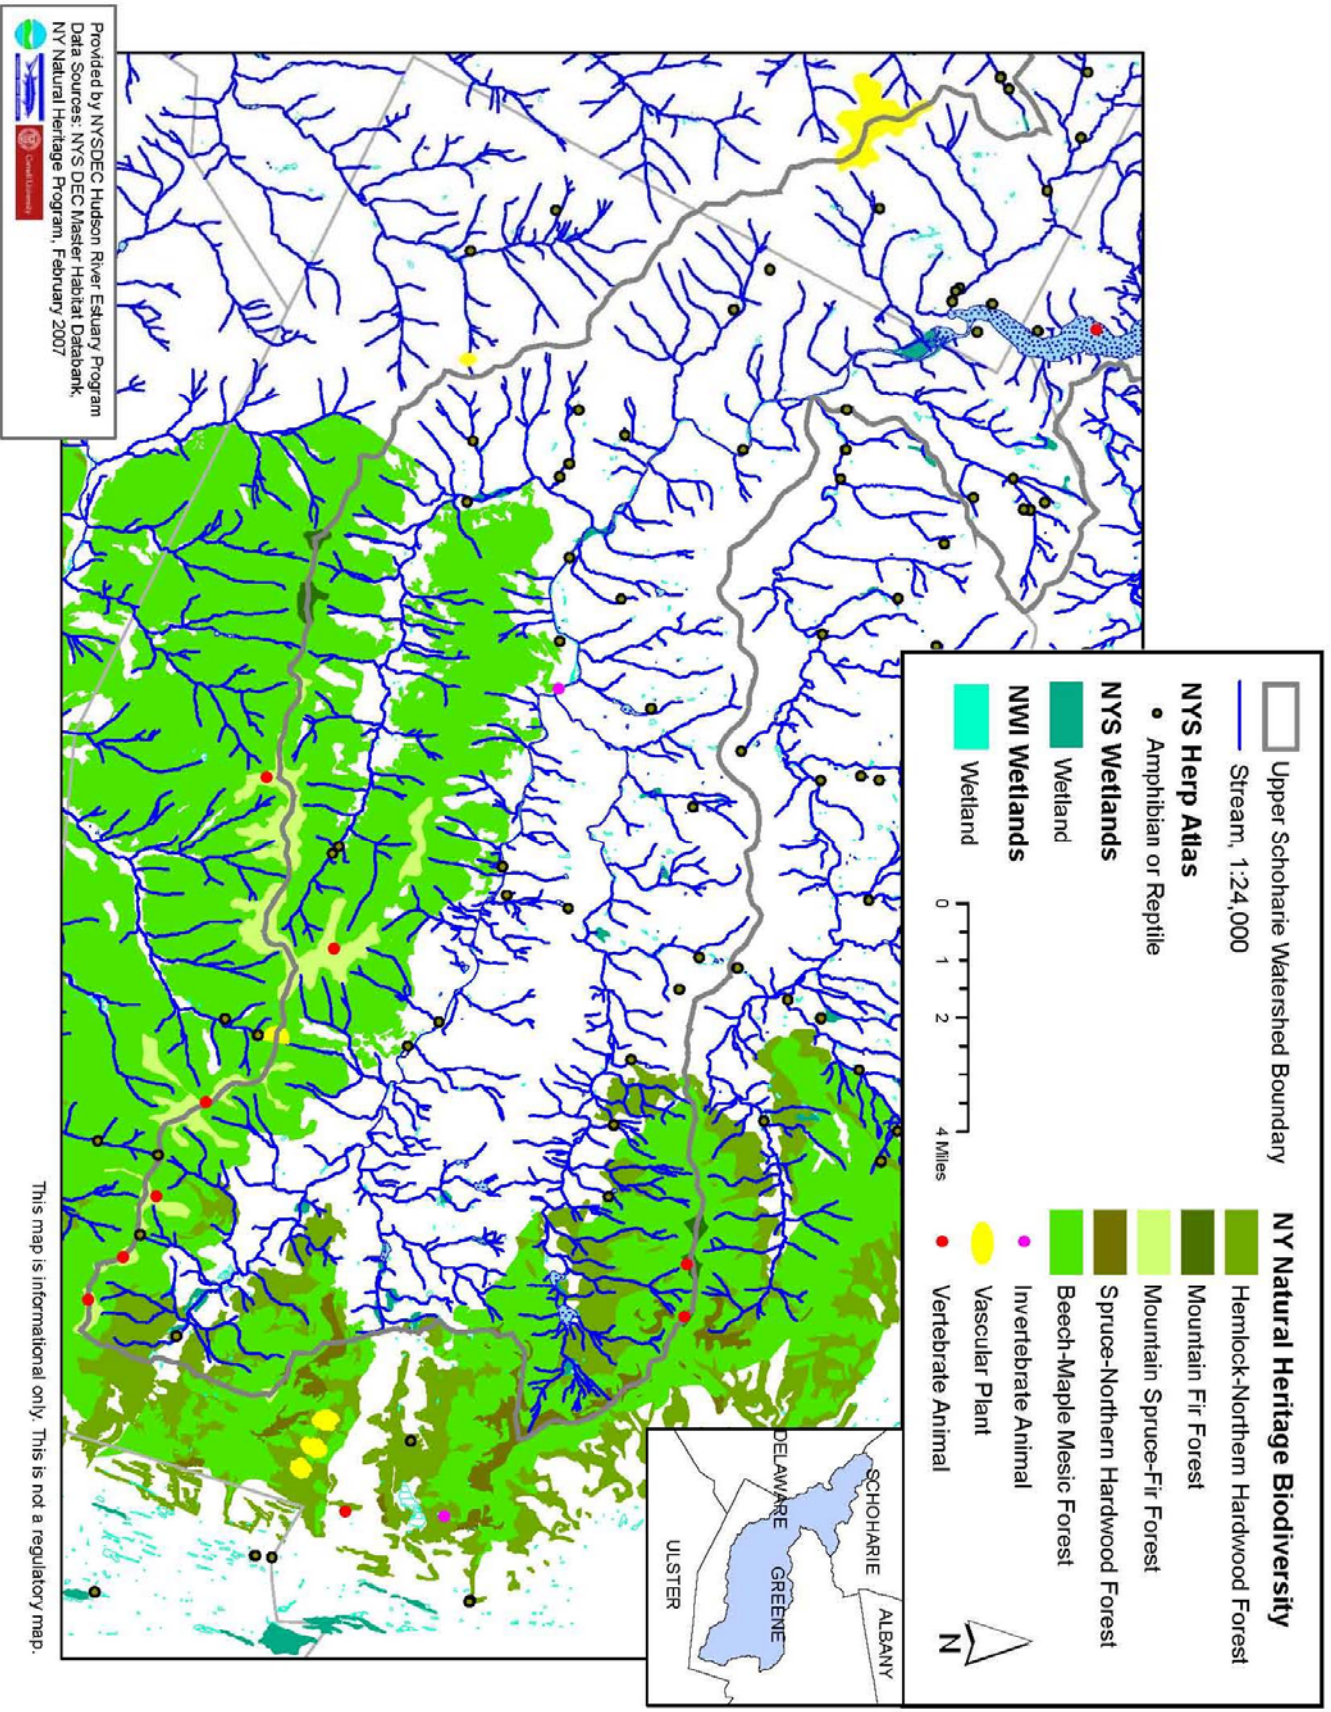 Upper Schoharie Watershed Boundary
Stream, 1:24,000
NYS Herp Atlas
Amphibian or Reptile
NYS Wetlands
Wetland
NWI Wetlands
Wetland
0 1 2 4 Miles
NY Natural Heritage Biodiversity
Hemlock-Northern Hardwood Forest
Mountain Fir Forest
Mountain Spruce-Fir Forest
Spruce-Northern Hardwood Forest
Beech-Maple Mesic Forest
Invertebrate Animal
Vascular Plant
Vertebrate Animal
N
SCHOHARIE
ALBANY
DELAWARE
GREENE
ULSTER
Provided by NYSDEC Hudson River Estuary Program
Data Sources: NYS DEC Master Habitat Databank,
NY Natural Heritage Program, February 2007
Cornell University
This map is informational only. This is not a regulatory map.